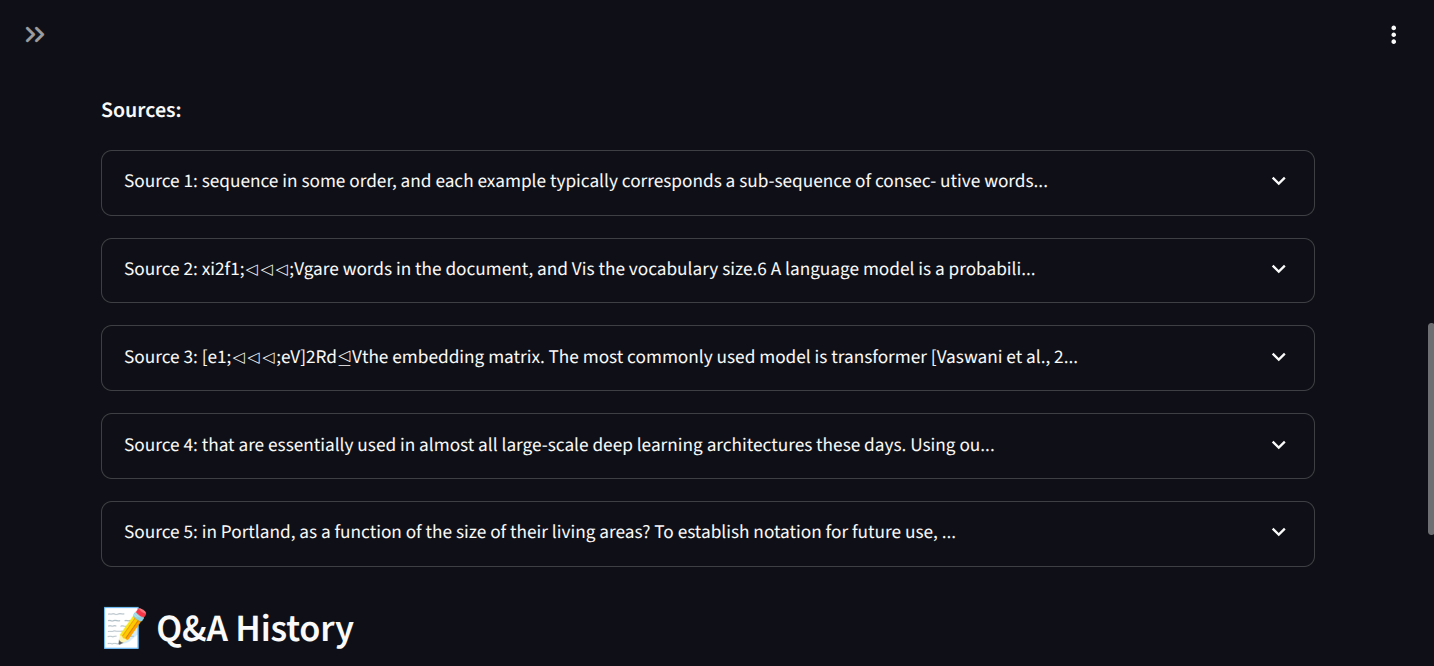 Sources:
Source 1: sequence in some order, and each example typically corresponds a sub-sequence of consec- utive words...
Source 2: xi2f1;◁◁◁;Vgare words in the document, and Vis the vocabulary size.6 A language model is a probabili...
Source 3: [e1;◁◁◁;eV]2Rd⊴Vthe embedding matrix. The most commonly used model is transformer [Vaswani et al., 2...
Source 4: that are essentially used in almost all large-scale deep learning architectures these days. Using ou...
Source 5: in Portland, as a function of the size of their living areas? To establish notation for future use, ...
📝 Q&A History